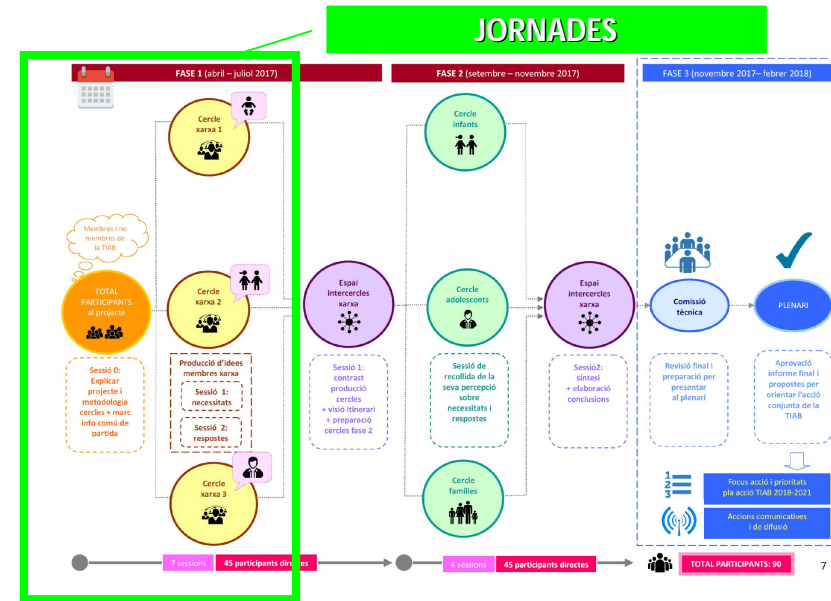 JORNADES
FASE 1 (abril – juliol 2017)
FASE 2 (setembre – novembre 2017)
FASE 3 (novembre 2017– febrer 2018)
Cercle
xarxa 1
Cercle
infants
Membres i no
membres de
la TIAB
TOTAL
PARTICIPANTS
al projecte
Cercle
xarxa 2
Espai
intercercles
xarxa
Cercle
adolescents
Espai
intercercles
xarxa
Comissió
tècnica
PLENARI
Sessió 0:
Explicar
projecte i
metodologia
cercles + marc
info comú de
partida
Producció d'idees
membres xarxa
Sessió 1:
necessitats
Sessió 2:
respostes
Sessió 1:
contrast
producció
cercles
+ visió itinerari
+ preparació
cercles fase 2
Sessió de
recollida de la
seva percepció
sobre
necessitats i
respostes
Sessió2:
síntesi
+ elaboració
conclusions
Revisió final i
preparació per
presentar
al plenari
Aprovació
informe final i
propostes per
orientar l'acció
conjunta de la
TIAB
Cercle
xarxa 3
Cercle
famílies
1
2
3
Focus acció i prioritats
pla acció TIAB 2018-2021
Accions comunicatives
i de difusió
7 sessions
45 participants directes
4 sessions
45 participants directes
TOTAL PARTICIPANTS: 90
7